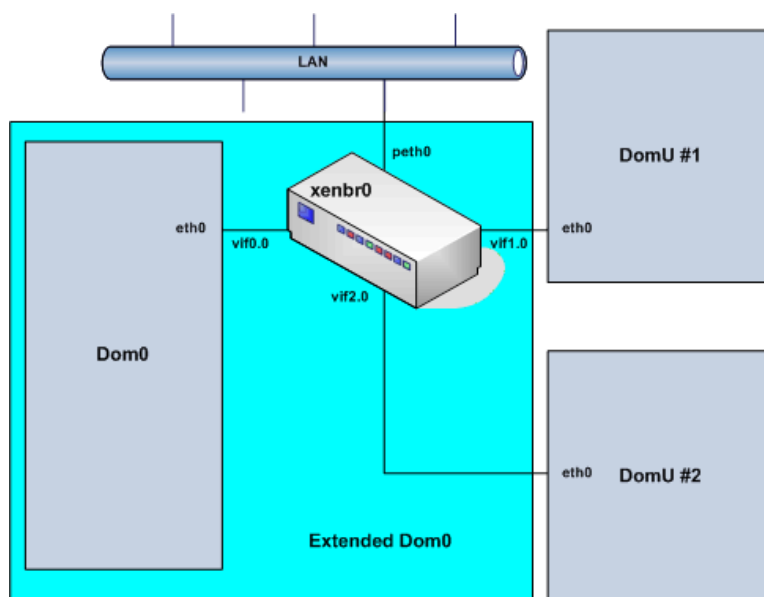 LAN
peth0
DomU #1
xenbr0
eth0
vif0.0
vif1.0
eth0
vif2.0
Dom0
eth0
DomU #2
Extended Dom0